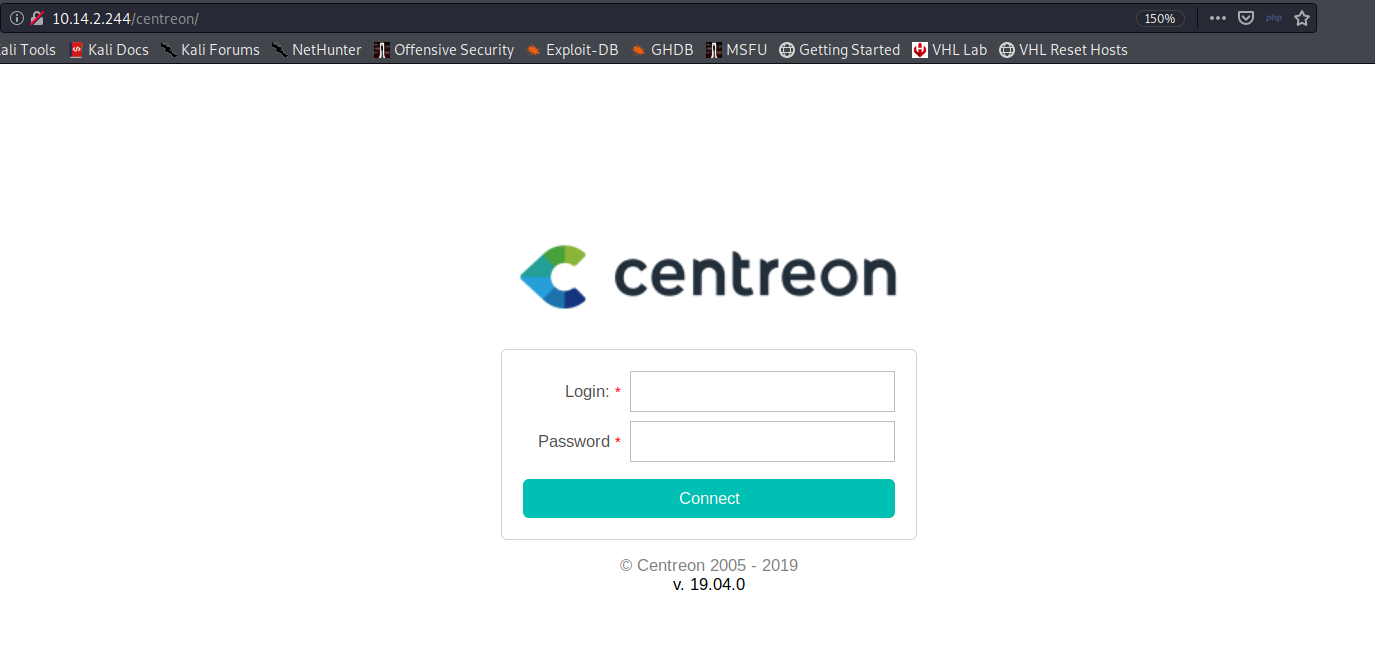 10.14.2.244/centreon/ 150% php
ali Tools Kali Docs Kali Forums NetHunter Offensive Security Exploit-DB GHDB MSFU Getting Started VHL Lab VHL Reset Hosts
centreon
Login: *
Password *
Connect
© Centreon 2005 - 2019
v. 19.04.0